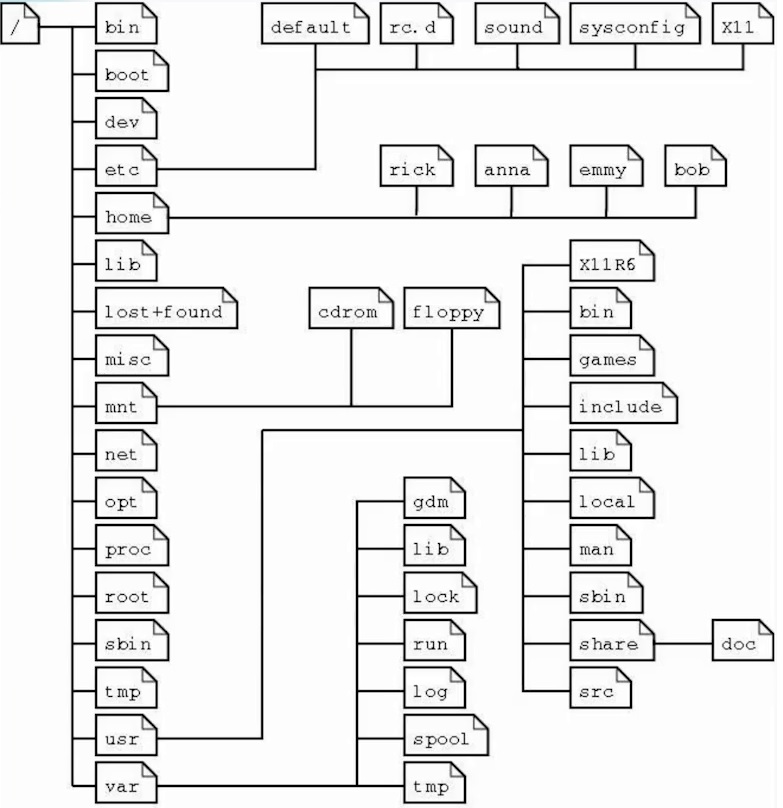 /
bin
default
rc.d
sound
sysconfig
X11
boot
dev
etc
rick
anna
emmy
bob
home
lib
X11R6
lost+found
cdrom
floppy
bin
misc
games
mnt
include
net
lib
opt
gdm
local
proc
lib
man
root
lock
sbin
sbin
run
share
doc
tmp
log
src
usr
spool
var
tmp